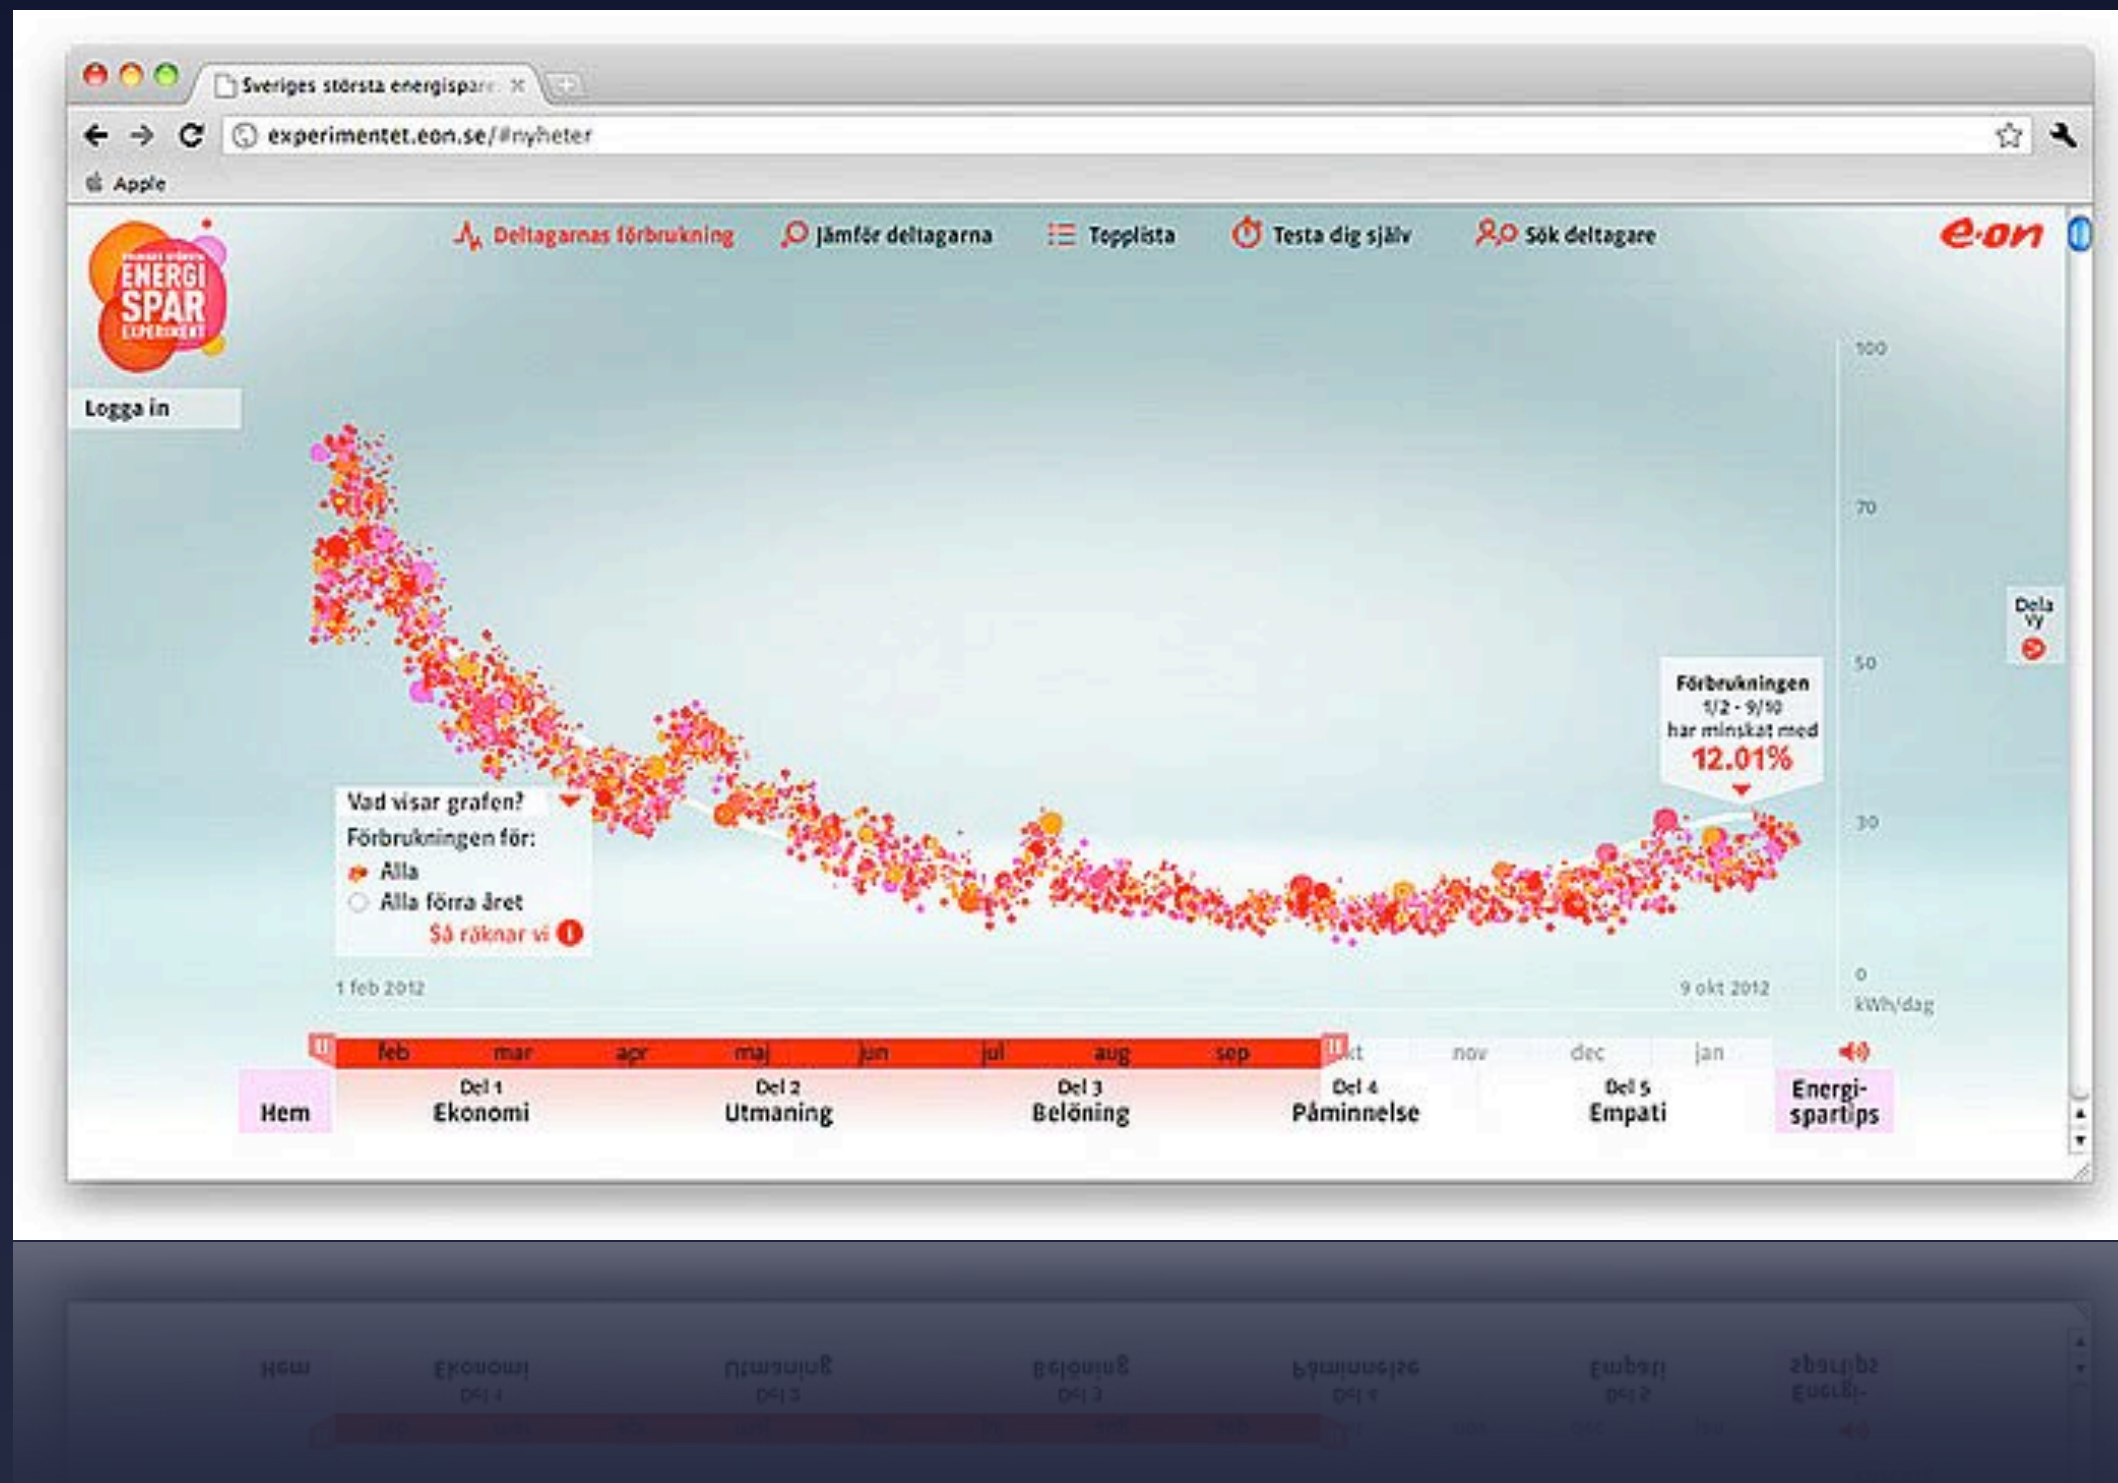 Sveriges största energispare
experimentet.eon.se/#nyheter
Apple
ENERGI
SPAR
EXPERIMENT
Deltagarnas förbrukning
Jämför deltagarna
Topplista
Testa dig själv
Sök deltagare
e·on
Logga in
100
70
50
30
0
kWh/dag
Dela
vy
Förbrukningen
1/2 - 9/10
har minskat med
12.01%
Vad visar grafen?
Förbrukningen för:
Alla
Alla förra året
Så räknar vi
1 feb 2012
9 okt 2012
feb mar apr maj jun jul aug sep kt nov dec jan
Hem
Del 1
Ekonomi
Del 2
Utmaning
Del 3
Belöning
Del 4
Påminnelse
Del 5
Empati
Energi-
spartips